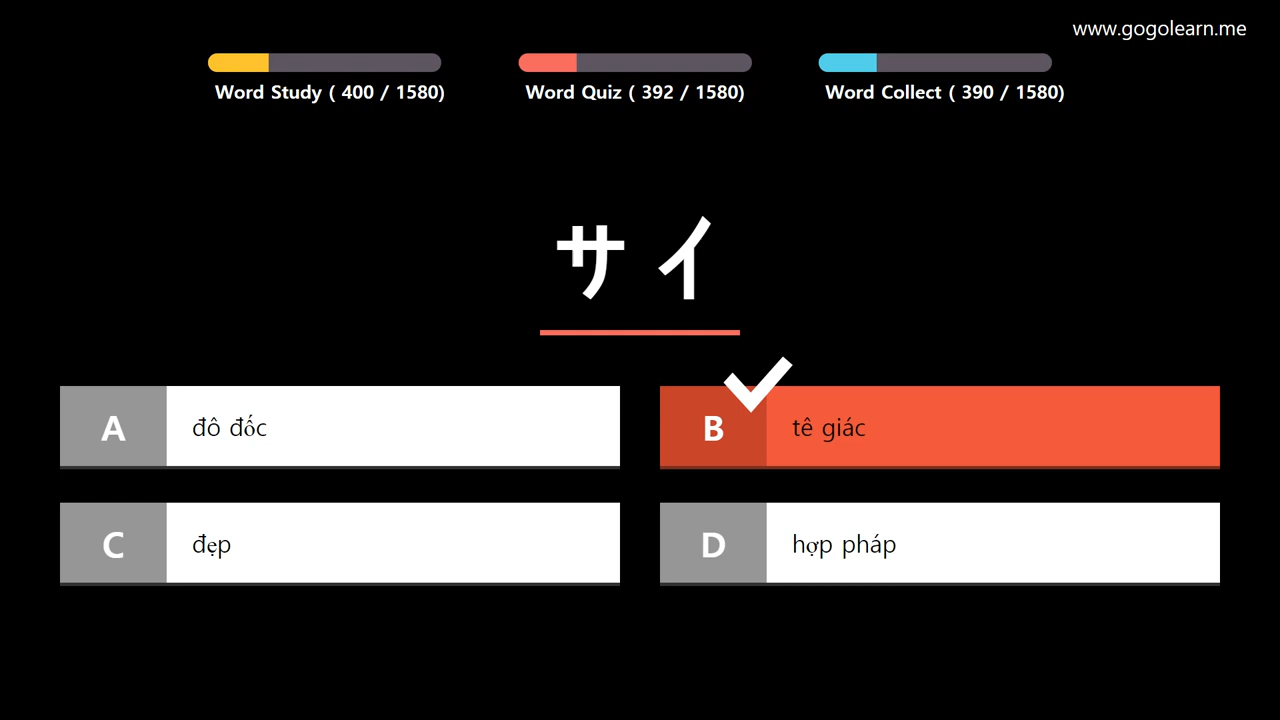 www.gogolearn.me
Word Study ( 400 / 1580)
Word Quiz ( 392 / 1580)
Word Collect ( 390 / 1580)
サイ
A
đô đốc
B
tê giác
C
đẹp
D
hợp pháp